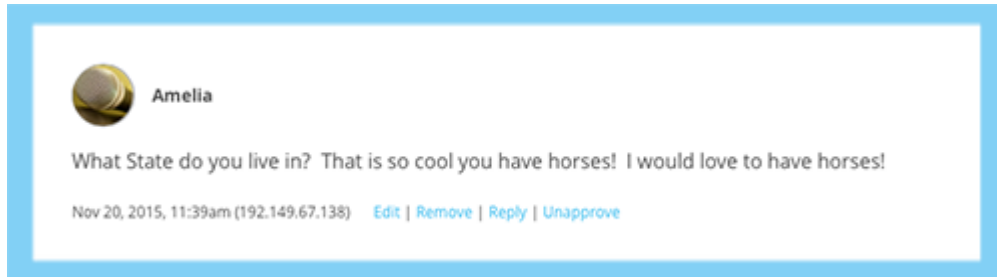 Amelia
What State do you live in?  That is so cool you have horses!  I would love to have horses!
Nov 20, 2015, 11:39am (192.149.67.138) Edit | Remove | Reply | Unapprove